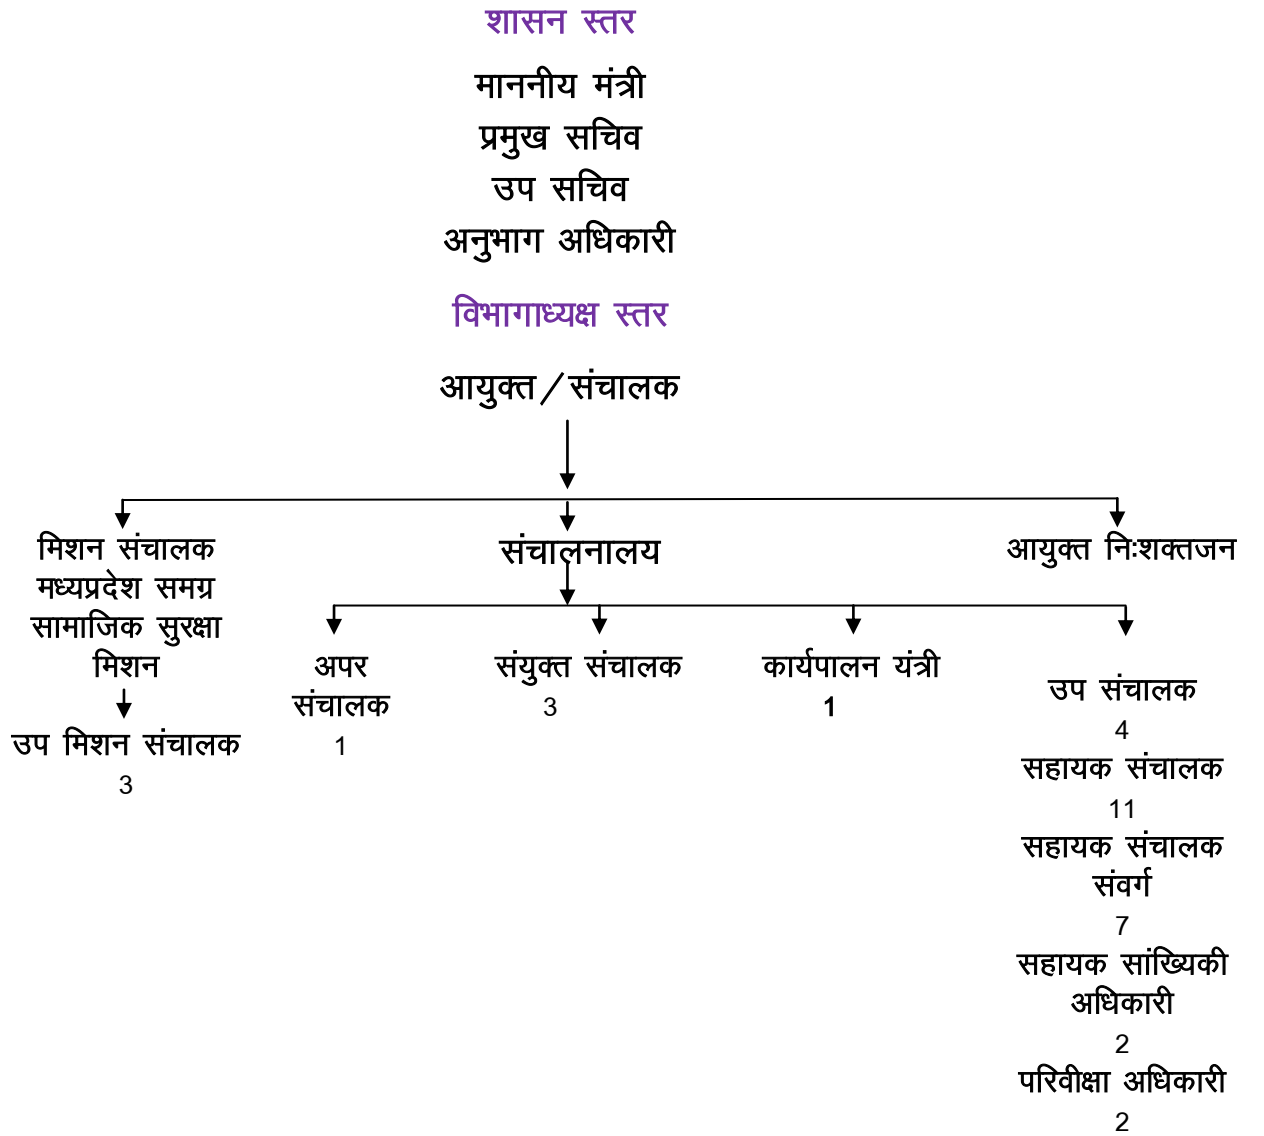 शासन स्तर
माननीय मंत्री
प्रमुख सचिव
उप सचिव
अनुभाग अधिकारी
विभागाध्यक्ष स्तर
आयुक्त/संचालक
मिशन संचालक
मध्यप्रदेश समग्र
सामाजिक सुरक्षा
मिशन
उप मिशन संचालक
3
संचालनालय
आयुक्त निःशक्तजन
अपर
संचालक
1
संयुक्त संचालक
3
कार्यपालन यंत्री
1
उप संचालक
4
सहायक संचालक
11
सहायक संचालक
संवर्ग
7
सहायक सांख्यिकी
अधिकारी
2
परिवीक्षा अधिकारी
2